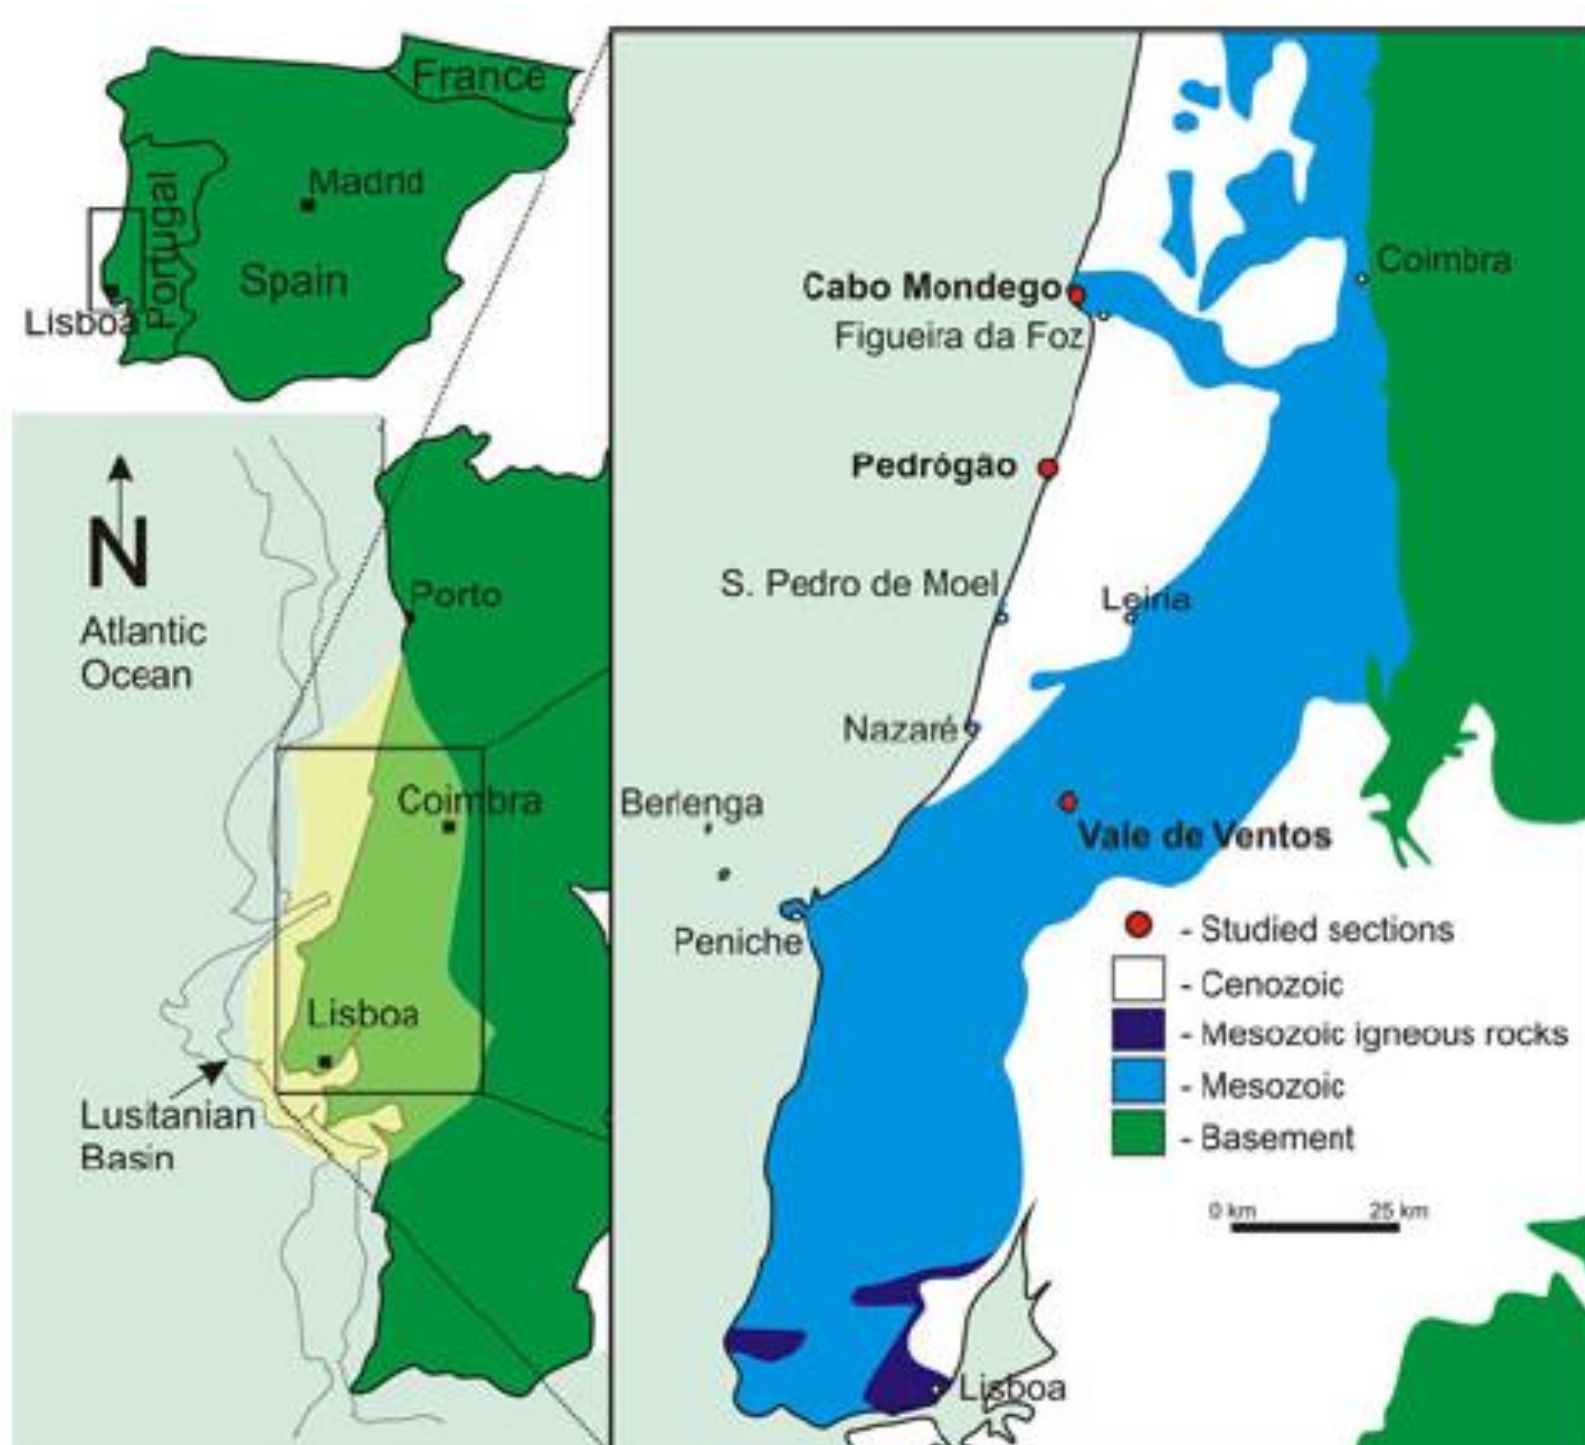 France
Madrid
Portugal
Spain
Lisboa
N
Atlantic
Ocean
Porto
Coimbra
Lisboa
Lusitanian
Basin
Coimbra
Cabo Mondego
Figueira da Foz
Pedrógão
S. Pedro de Moel
Leiria
Nazaré
Berlenga
Vale de Ventos
Peniche
- Studied sections
- Cenozoic
- Mesozoic igneous rocks
- Mesozoic
- Basement
0 km 25 km
Lisboa